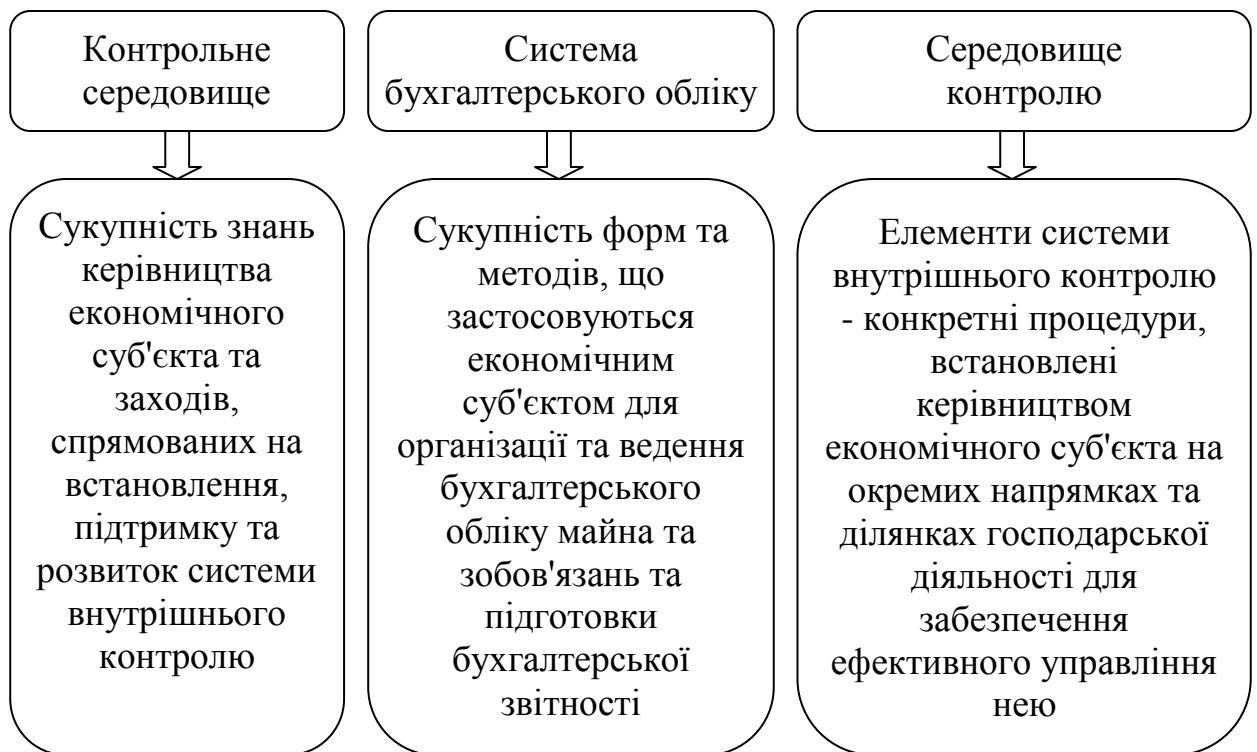 Контрольне
середовище
Система
бухгалтерського обліку
Середовище
контролю
Сукупність знань
керівництва
економічного
суб'єкта та
заходів,
спрямованих на
встановлення,
підтримку та
розвиток системи
внутрішнього
контролю
Сукупність форм та
методів, що
застосовуються
економічним
суб'єктом для
організації та ведення
бухгалтерського
обліку майна та
зобов'язань та
підготовки
бухгалтерської
звітності
Елементи системи
внутрішнього контролю
- конкретні процедури,
встановлені
керівництвом
економічного суб'єкта на
окремих напрямках та
ділянках господарської
діяльності для
забезпечення
ефективного управління
нею